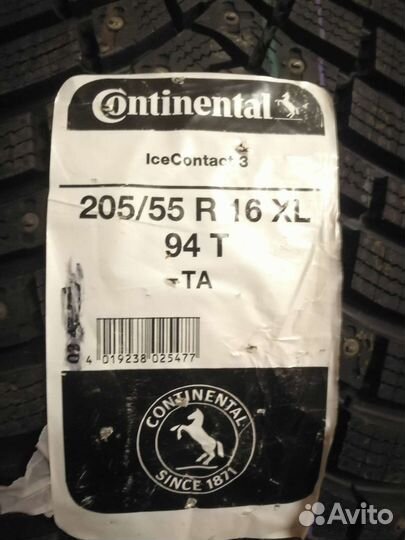 Continental
IceContact 3
205/55 R 16 XL
94 T
-TA
4 019238 025477
CONTINENTAL
SINCE 1871
Avito